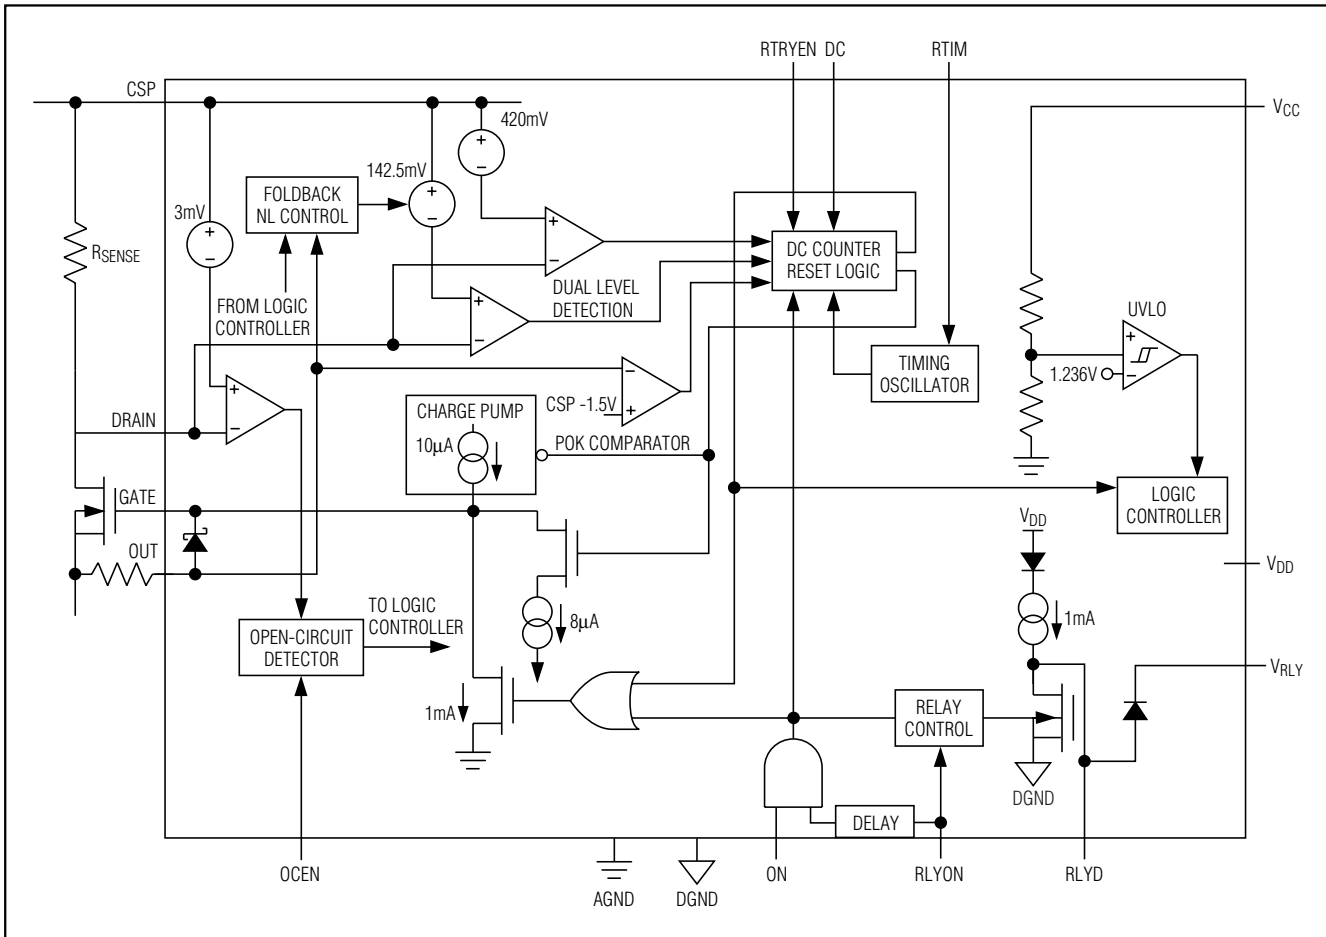 RTRYEN DC RTIM
CSP
VCC
420mV
142.5mV
FOLDBACK
NL CONTROL
3mV
RSENSE
DC COUNTER
RESET LOGIC
FROM LOGIC
CONTROLLER
DUAL LEVEL
DETECTION
UVLO
TIMING
OSCILLATOR
1.236V
CSP -1.5V
DRAIN
CHARGE PUMP
10μA
POK COMPARATOR
GATE
LOGIC
CONTROLLER
VDD
OUT
VDD
TO LOGIC
CONTROLLER
8μA
1mA
OPEN-CIRCUIT
DETECTOR
VRLY
1mA
RELAY
CONTROL
DGND
DELAY
OCEN
AGND
DGND
ON
RLYON
RLYD